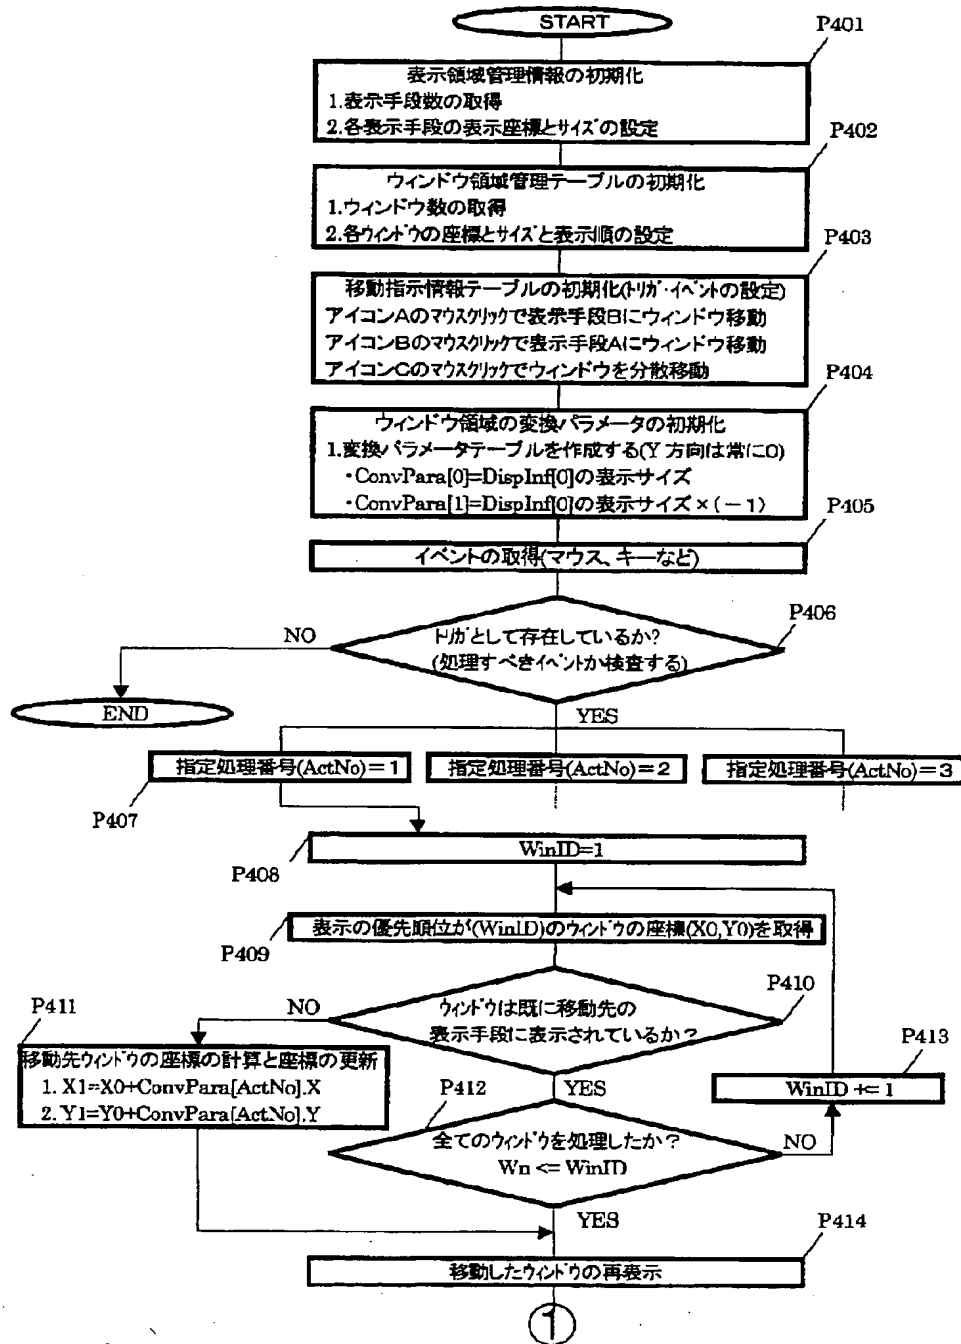 START
P401
表示領域管理情報の初期化
1.表示手段数の取得
2.各表示手段の表示座標とサイズの設定
P402
ウィンドウ領域管理テーブルの初期化
1.ウィンドウ数の取得
2.各ウィンドウの座標とサイズと表示順の設定
P403
移動指示情報テーブルの初期化(トリガ・イベントの設定)
アイコンAのマウスクリックで表示手段Bにウィンドウ移動
アイコンBのマウスクリックで表示手段Aにウィンドウ移動
アイコンCのマウスクリックでウィンドウを分散移動
P404
ウィンドウ領域の変換パラメータの初期化
1.変換パラメータテーブルを作成する(Y方向は常に0)
・ConvPara[0]=DispInf[0]の表示サイズ
・ConvPara[1]=DispInf[0]の表示サイズ×(－1)
P405
イベントの取得(マウス、キーなど)
P406
NO
トリガとして存在しているか?
(処理すべきイベントか検査する)
END
YES
指定処理番号(ActNo)＝1
指定処理番号(ActNo)＝2
指定処理番号(ActNo)＝3
P407
WinID=1
P408
表示の優先順位が(WinID)のウィンドウの座標(X0,Y0)を取得
P409
P410
P411
NO
ウィンドウは既に移動先の
表示手段に表示されているか？
P413
移動先ウィンドウの座標の計算と座標の更新
1. X1=X0+ConvPara[ActNo].X
2. Y1=Y0+ConvPara[ActNo].Y
P412
YES
WinID += 1
全てのウィンドウを処理したか？
Wn <= WinID
NO
YES
P414
移動したウィンドウの再表示
1